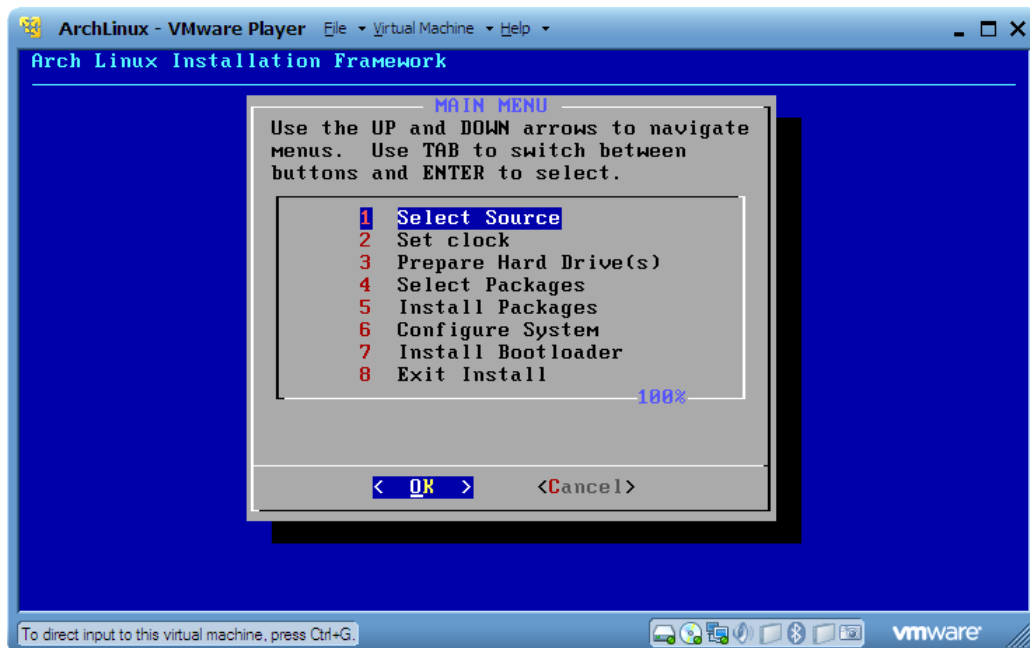 ArchLinux - VMware Player File Virtual Machine Help
Arch Linux Installation Framework
MAIN MENU
Use the UP and DOWN arrows to navigate
menus. Use TAB to switch between
buttons and ENTER to select.
1 Select Source
2 Set clock
3 Prepare Hard Drive(s)
4 Select Packages
5 Install Packages
6 Configure System
7 Install Bootloader
8 Exit Install
100%
< OK > <Cancel>
To direct input to this virtual machine, press Ctrl+G.
vmware